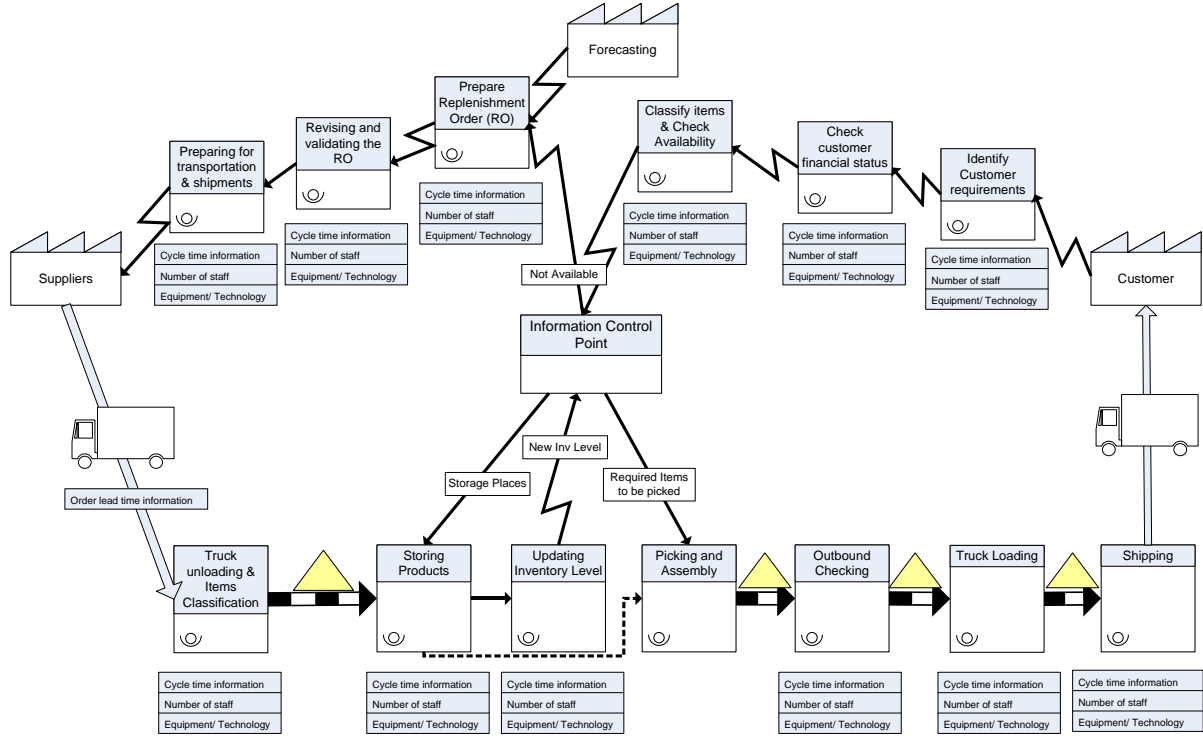 Forecasting
Prepare
Replenishment
Order (RO)
Cycle time information
Number of staff
Equipment/ Technology
Revising and
validating the
RO
Cycle time information
Number of staff
Equipment/ Technology
Preparing for
transportation
& shipments
Cycle time information
Number of staff
Equipment/ Technology
Suppliers
Classify items
& Check
Availability
Cycle time information
Number of staff
Equipment/ Technology
Check
customer
financial status
Cycle time information
Number of staff
Equipment/ Technology
Identify
Customer
requirements
Cycle time information
Number of staff
Equipment/ Technology
Customer
Not Available
Information Control
Point
New Inv Level
Storage Places
Required Items
to be picked
Order lead time information
Truck
unloading &
Items
Classification
Cycle time information
Number of staff
Equipment/ Technology
Storing
Products
Cycle time information
Number of staff
Equipment/ Technology
Updating
Inventory Level
Cycle time information
Number of staff
Equipment/ Technology
Picking and
Assembly
Outbound
Checking
Cycle time information
Number of staff
Equipment/ Technology
Truck Loading
Cycle time information
Number of staff
Equipment/ Technology
Shipping
Cycle time information
Number of staff
Equipment/ Technology